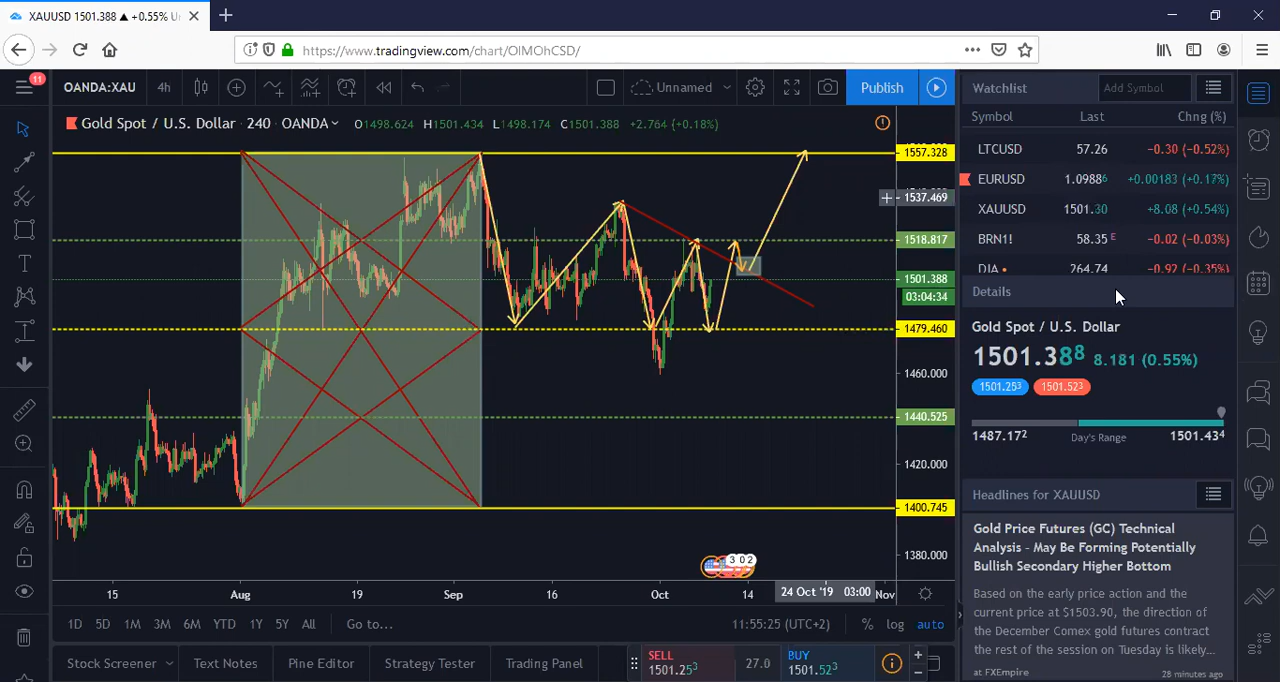 XAUUSD 1501.388 ▲ +0.55% U
https://www.tradingview.com/chart/OIMOhCSD/
11
OANDA:XAU 4h Unnamed Publish
Gold Spot / U.S. Dollar · 240 · OANDA O1498.624 H1501.434 L1498.174 C1501.388 +2.764 (+0.18%)
1557.328
1537.469
1518.817
1501.388
03:04:34
1479.460
1460.000
1440.525
1420.000
1400.745
1380.000
3 0 2
15 Aug 19 Sep 16 Oct 14 24 Oct '19 03:00 Nov
1D 5D 1M 3M 6M YTD 1Y 5Y All Go to... 11:55:25 (UTC+2) % log auto
Stock Screener Text Notes Pine Editor Strategy Tester Trading Panel
SELL
1501.25³
27.0
BUY
1501.52³
Watchlist Add Symbol
Symbol Last Chng (%)
LTCUSD 57.26 −0.30 (−0.52%)
EURUSD 1.0988⁶ +0.00183 (+0.17%)
XAUUSD 1501.30 +8.08 (+0.54%)
BRN1! 58.35 E −0.02 (−0.03%)
DIA 264.74 −0.92 (−0.35%)
Details
Gold Spot / U.S. Dollar
1501.38⁸ 8.181 (0.55%)
1501.25³ 1501.52³
1487.17² Day's Range 1501.43⁴
Headlines for XAUUSD
Gold Price Futures (GC) Technical
Analysis - May Be Forming Potentially
Bullish Secondary Higher Bottom
Based on the early price action and the
current price at $1503.90, the direction of
the December Comex gold futures contract
the rest of the session on Tuesday is likely...
at FXEmpire 28 minutes ago